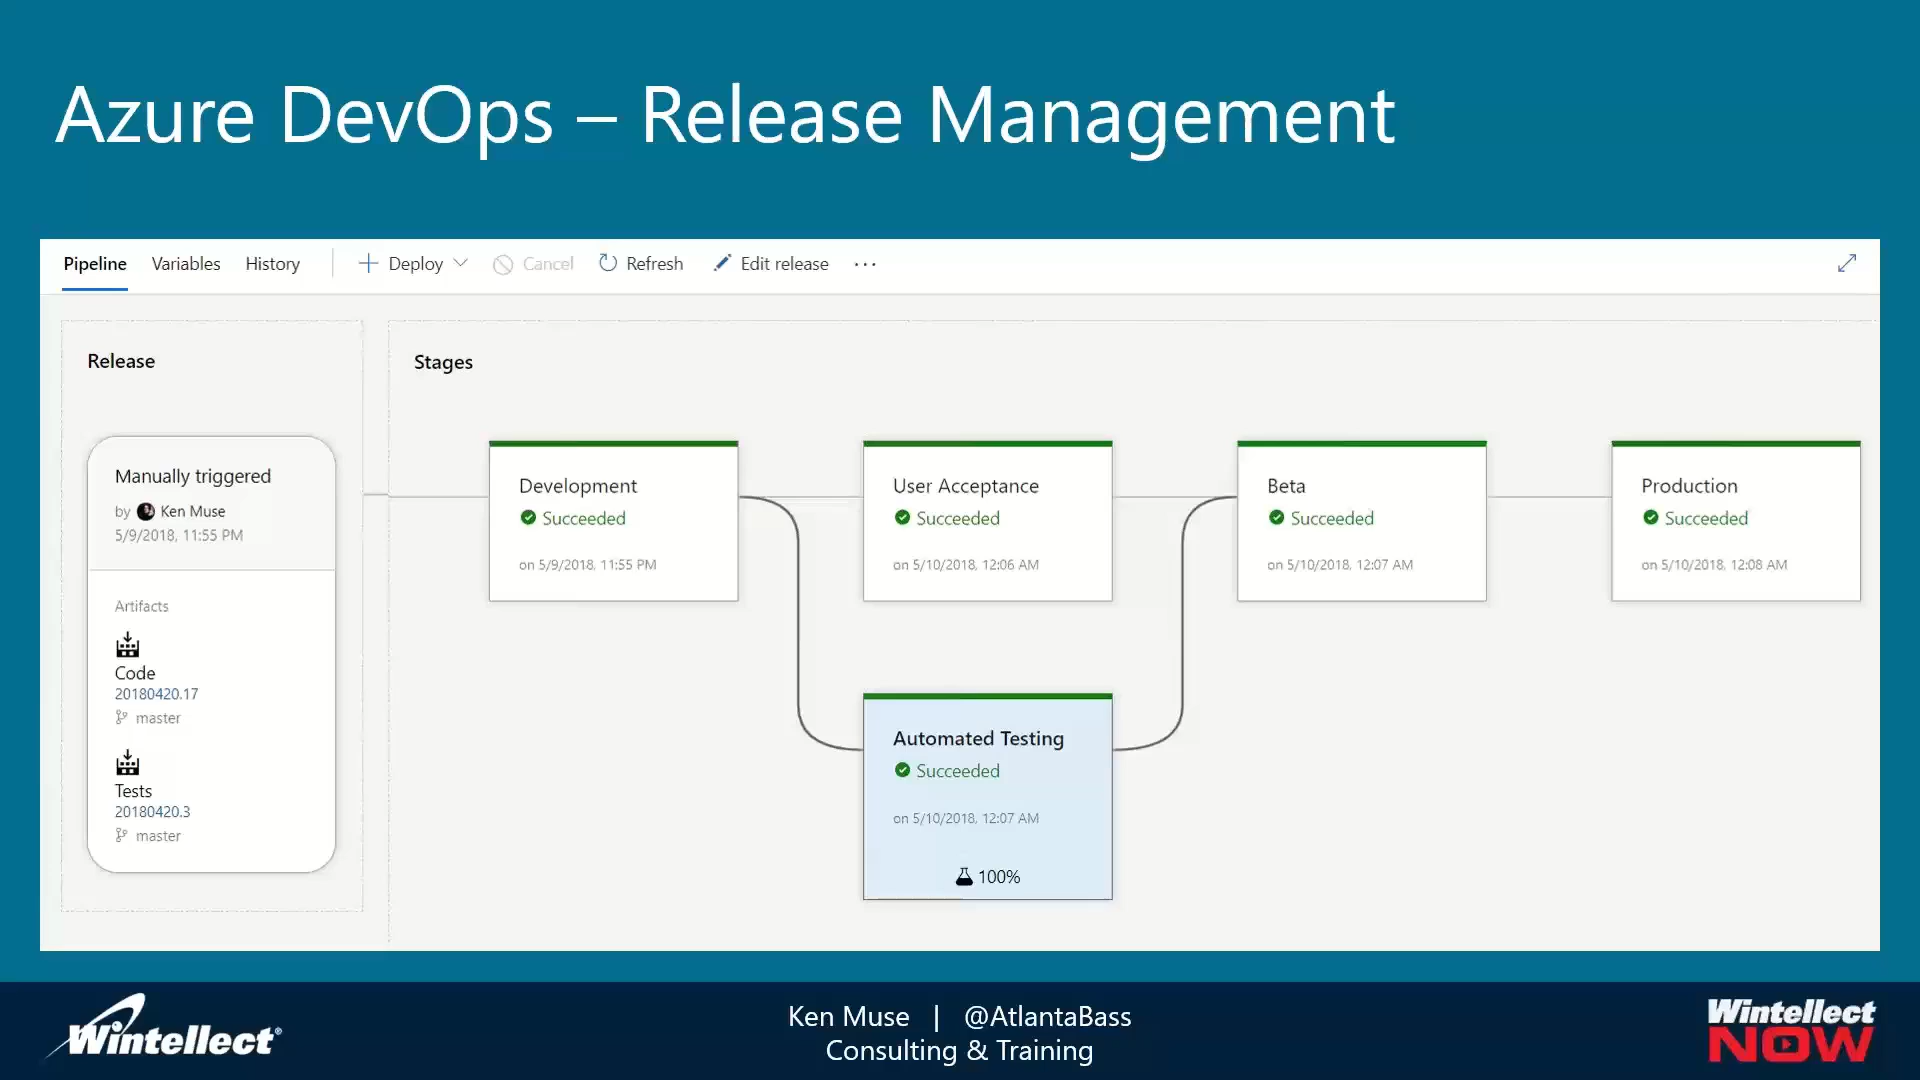 Azure DevOps – Release Management
Pipeline Variables History Deploy Cancel Refresh Edit release ...
Release
Manually triggered
by Ken Muse
5/9/2018, 11:55 PM
Artifacts
Code
20180420.17
master
Tests
20180420.3
master
Stages
Development
Succeeded
on 5/9/2018, 11:55 PM
User Acceptance
Succeeded
on 5/10/2018, 12:06 AM
Beta
Succeeded
on 5/10/2018, 12:07 AM
Production
Succeeded
on 5/10/2018, 12:08 AM
Automated Testing
Succeeded
on 5/10/2018, 12:07 AM
100%
Wintellect®
Ken Muse | @AtlantaBass
Consulting & Training
Wintellect
NOW